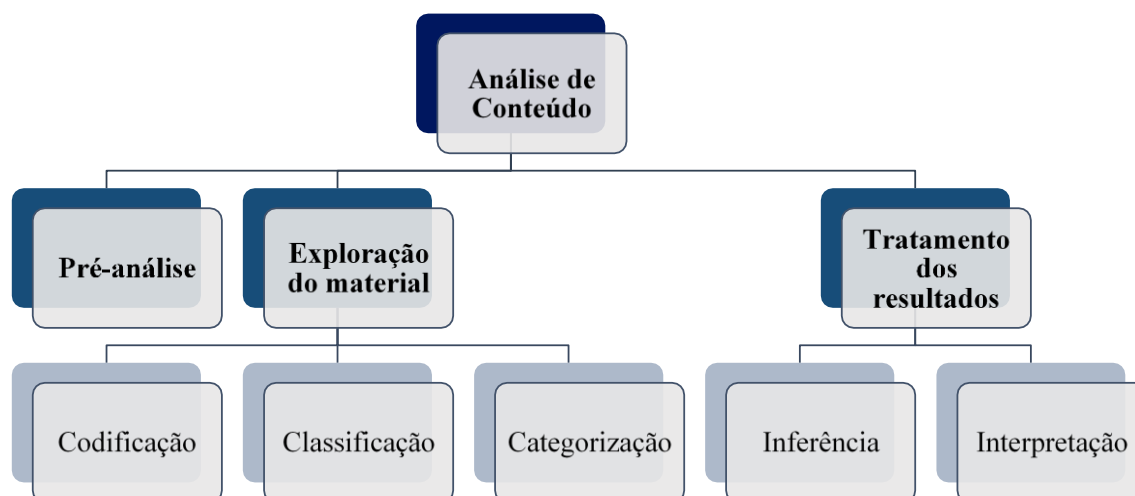 Análise de
Conteúdo
Pré-análise
Exploração
do material
Tratamento
dos
resultados
Codificação
Classificação
Categorização
Inferência
Interpretação